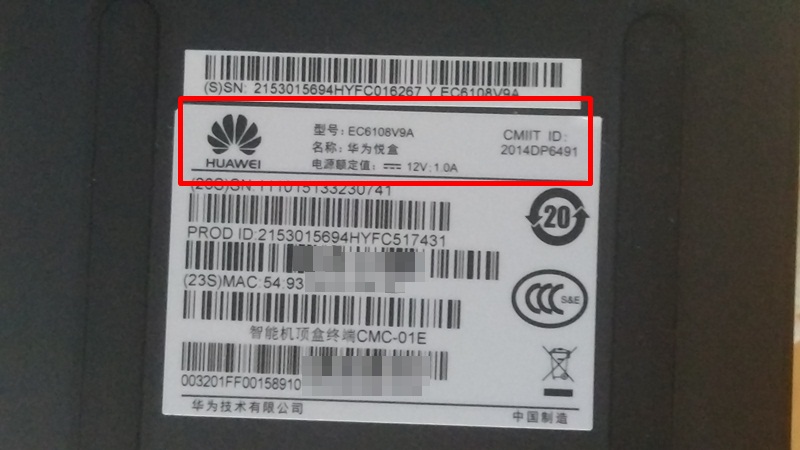 (S)SN: 2153015694HYFC016267 Y EC6108V9A
HUAWEI
型号: EC6108V9A
名称: 华为悦盒
电源额定值: 12V; 1.0A
CMIIT ID:
2014DP6491
(20S)SN:111015133230741
PROD ID:2153015694HYFC517431
(23S)MAC:54:93
智能机顶盒终端CMC-01E
003201FF00158910
20
CCC S&E
华为技术有限公司
中国制造